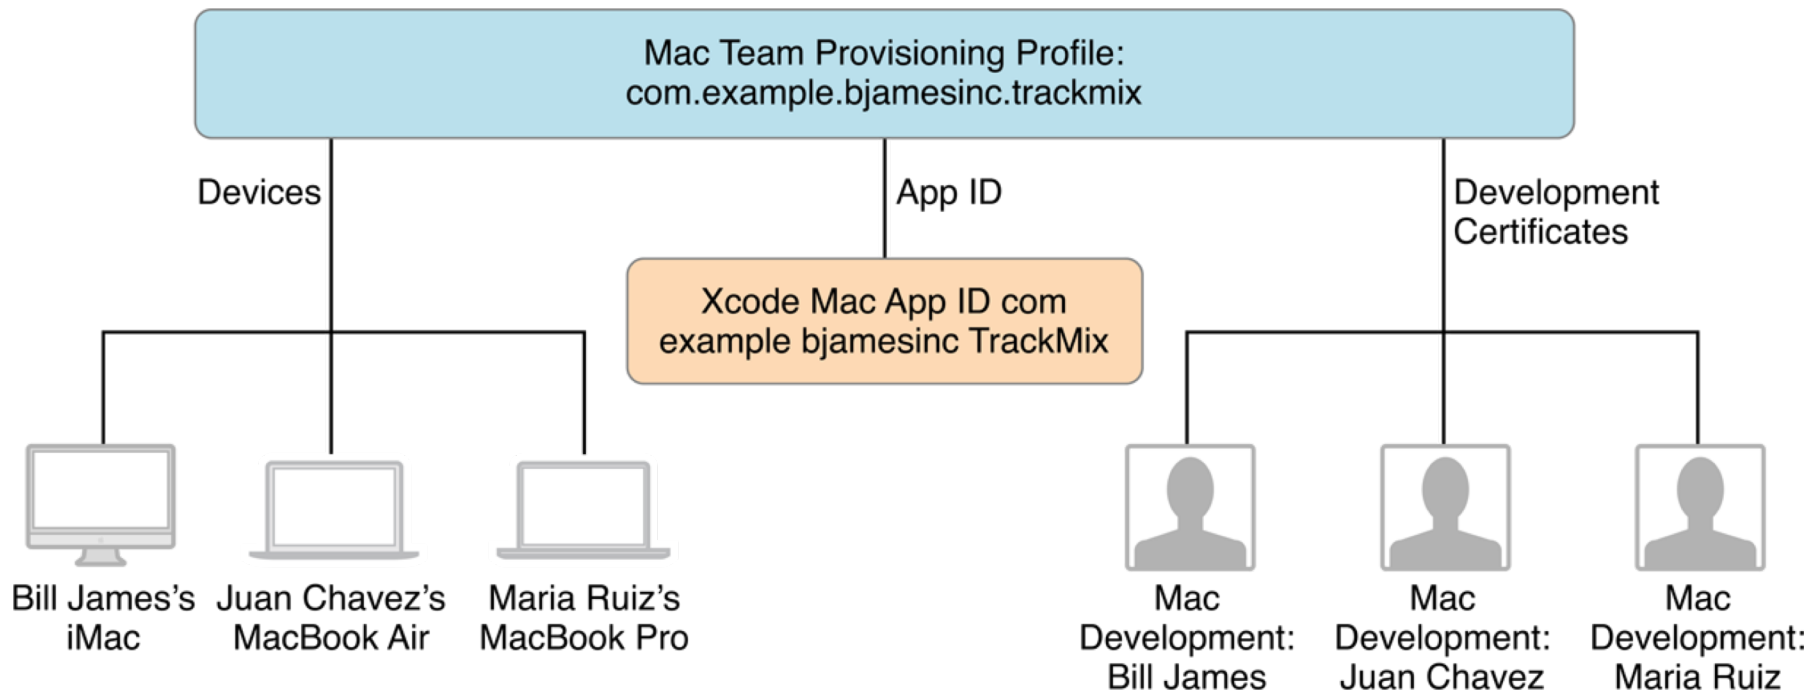 Mac Team Provisioning Profile:
com.example.bjamesinc.trackmix
Devices
App ID
Development
Certificates
Xcode Mac App ID com
example bjamesinc TrackMix
Bill James’s
iMac
Juan Chavez’s
MacBook Air
Maria Ruiz’s
MacBook Pro
Mac
Development:
Bill James
Mac
Development:
Juan Chavez
Mac
Development:
Maria Ruiz